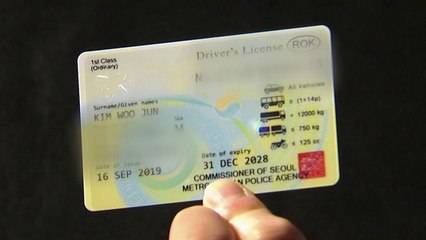 1st Class
(Ordinary)
Driver's License
ROK
N
Surname/Given names
KIM WOO JUN
Sex
M
All Vehicles
≤ (1+14p)
< 12000 kg
≤ 750 kg
≤ 125 cc
Date of issue
16 SEP 2019
Date of expiry
31 DEC 2028
COMMISSIONER OF SEOUL
METROPOLITAN POLICE AGENCY